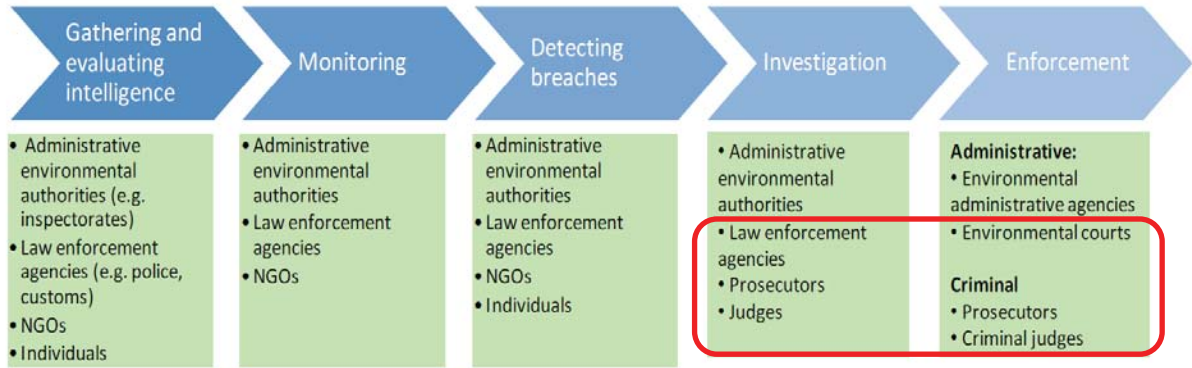 Gathering and
evaluating
intelligence
Monitoring
Detecting
breaches
Investigation
Enforcement
• Administrative
environmental
authorities (e.g.
inspectorates)
• Law enforcement
agencies (e.g. police,
customs)
• NGOs
• Individuals
• Administrative
environmental
authorities
• Law enforcement
agencies
• NGOs
• Administrative
environmental
authorities
• Law enforcement
agencies
• NGOs
• Individuals
• Administrative
environmental
authorities
• Law enforcement
agencies
• Prosecutors
• Judges
Administrative:
• Environmental
administrative agencies
• Environmental courts
Criminal
• Prosecutors
• Criminal judges